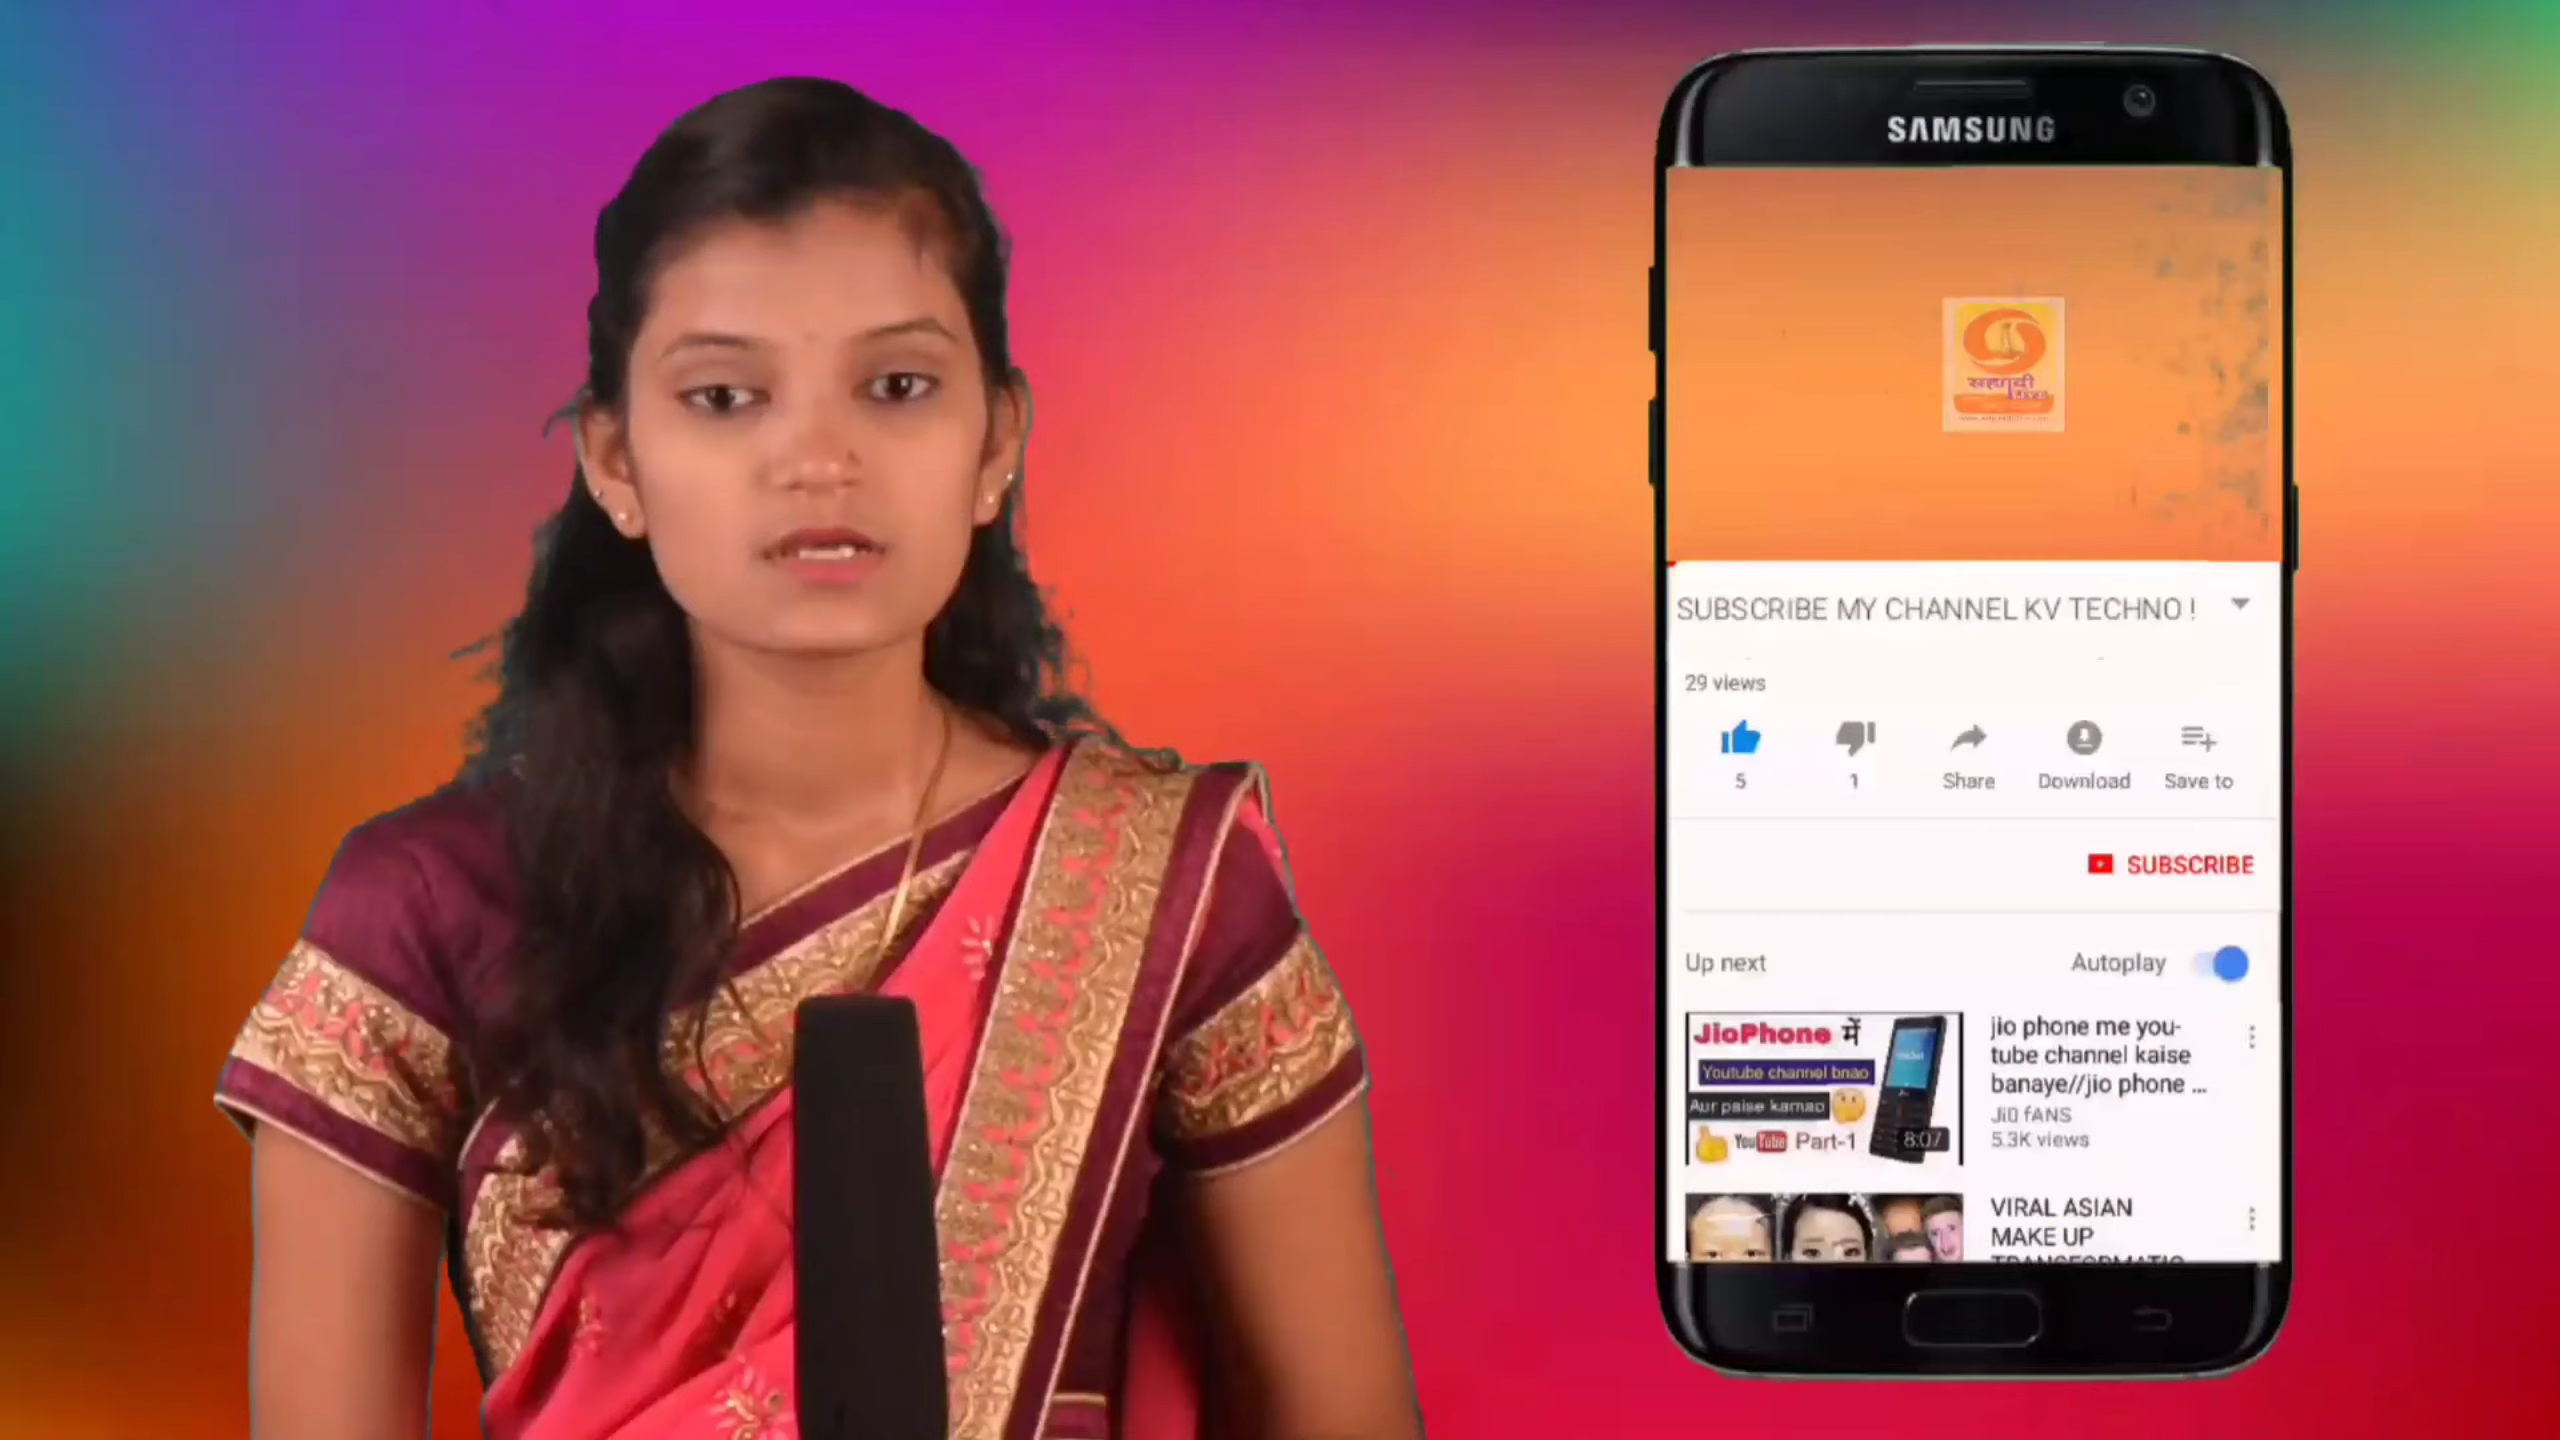 SAMSUNG
सह्याद्री
SUBSCRIBE MY CHANNEL KV TECHNO !
29 views
5
1
Share
Download
Save to
SUBSCRIBE
Up next
Autoplay
JioPhone में
Youtube channel bnao
Aur paise kamao
YouTube Part-1
8:07
jio phone me you-
tube channel kaise
banaye//jio phone ...
JiO fANS
5.3K views
VIRAL ASIAN
MAKE UP
TRANSFORMATIO